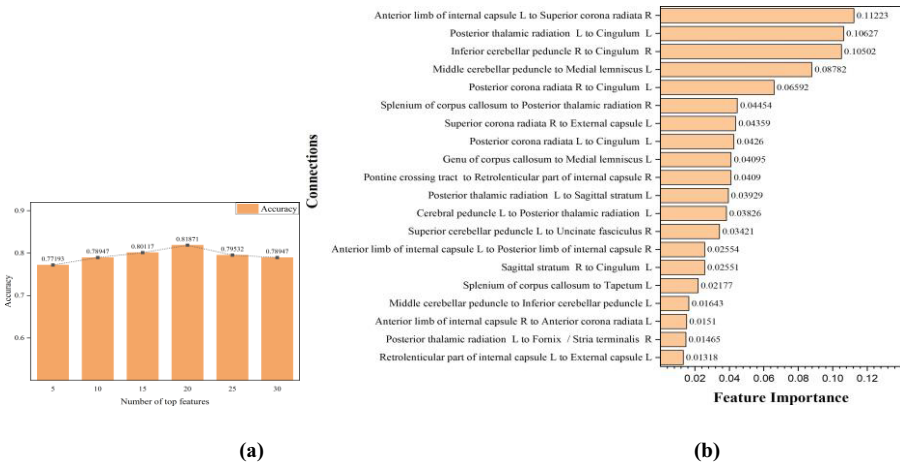 Accuracy
0.9
0.8
0.7
0.6
Accuracy
0.77193
0.78947
0.80117
0.81871
0.79532
0.78947
5 10 15 20 25 30
Number of top features
(a)
Connections
Anterior limb of internal capsule L to Superior corona radiata R 0.11223
Posterior thalamic radiation L to Cingulum L 0.10627
Inferior cerebellar peduncle R to Cingulum R 0.10502
Middle cerebellar peduncle to Medial lemniscus L 0.08782
Posterior corona radiata R to Cingulum L 0.06592
Splenium of corpus callosum to Posterior thalamic radiation R 0.04454
Superior corona radiata R to External capsule L 0.04359
Posterior corona radiata L to Cingulum L 0.0426
Genu of corpus callosum to Medial lemniscus L 0.04095
Pontine crossing tract to Retrolenticular part of internal capsule R 0.0409
Posterior thalamic radiation L to Sagittal stratum L 0.03929
Cerebral peduncle L to Posterior thalamic radiation L 0.03826
Superior cerebellar peduncle L to Uncinate fasciculus R 0.03421
Anterior limb of internal capsule L to Posterior limb of internal capsule R 0.02554
Sagittal stratum R to Cingulum L 0.02551
Splenium of corpus callosum to Tapetum L 0.02177
Middle cerebellar peduncle to Inferior cerebellar peduncle L 0.01643
Anterior limb of internal capsule R to Anterior corona radiata L 0.0151
Posterior thalamic radiation L to Fornix / Stria terminalis R 0.01465
Retrolenticular part of internal capsule L to External capsule L 0.01318
0.02 0.04 0.06 0.08 0.10 0.12
Feature Importance
(b)